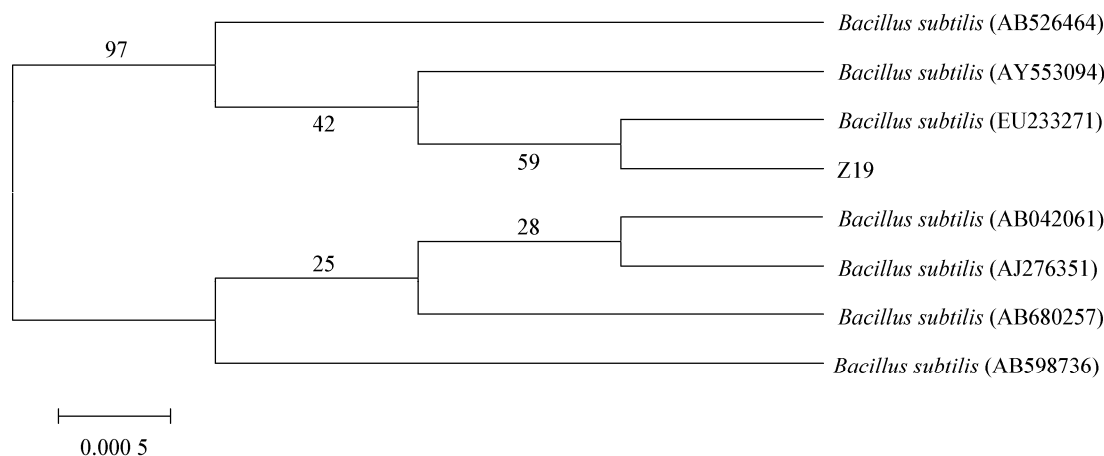 Bacillus subtilis (AB526464)
97
Bacillus subtilis (AY553094)
42
Bacillus subtilis (EU233271)
59
Z19
Bacillus subtilis (AB042061)
28
25
Bacillus subtilis (AJ276351)
Bacillus subtilis (AB680257)
Bacillus subtilis (AB598736)
0.000 5